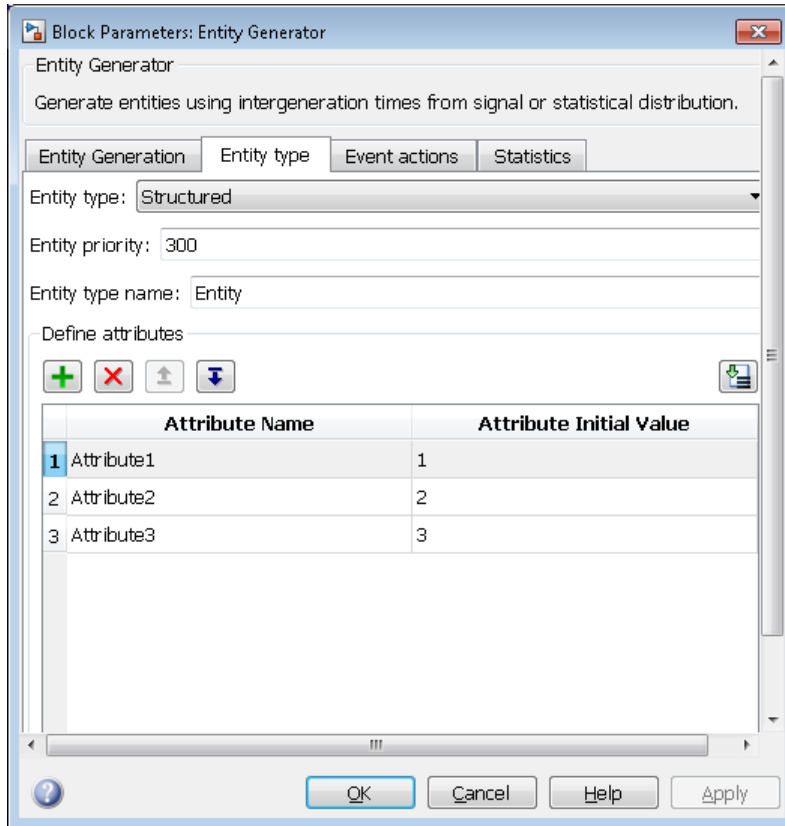 Block Parameters: Entity Generator
Entity Generator
Generate entities using intergeneration times from signal or statistical distribution.
Entity Generation Entity type Event actions Statistics
Entity type: Structured
Entity priority: 300
Entity type name: Entity
Define attributes
Attribute Name Attribute Initial Value
1 Attribute1 1
2 Attribute2 2
3 Attribute3 3
OK Cancel Help Apply